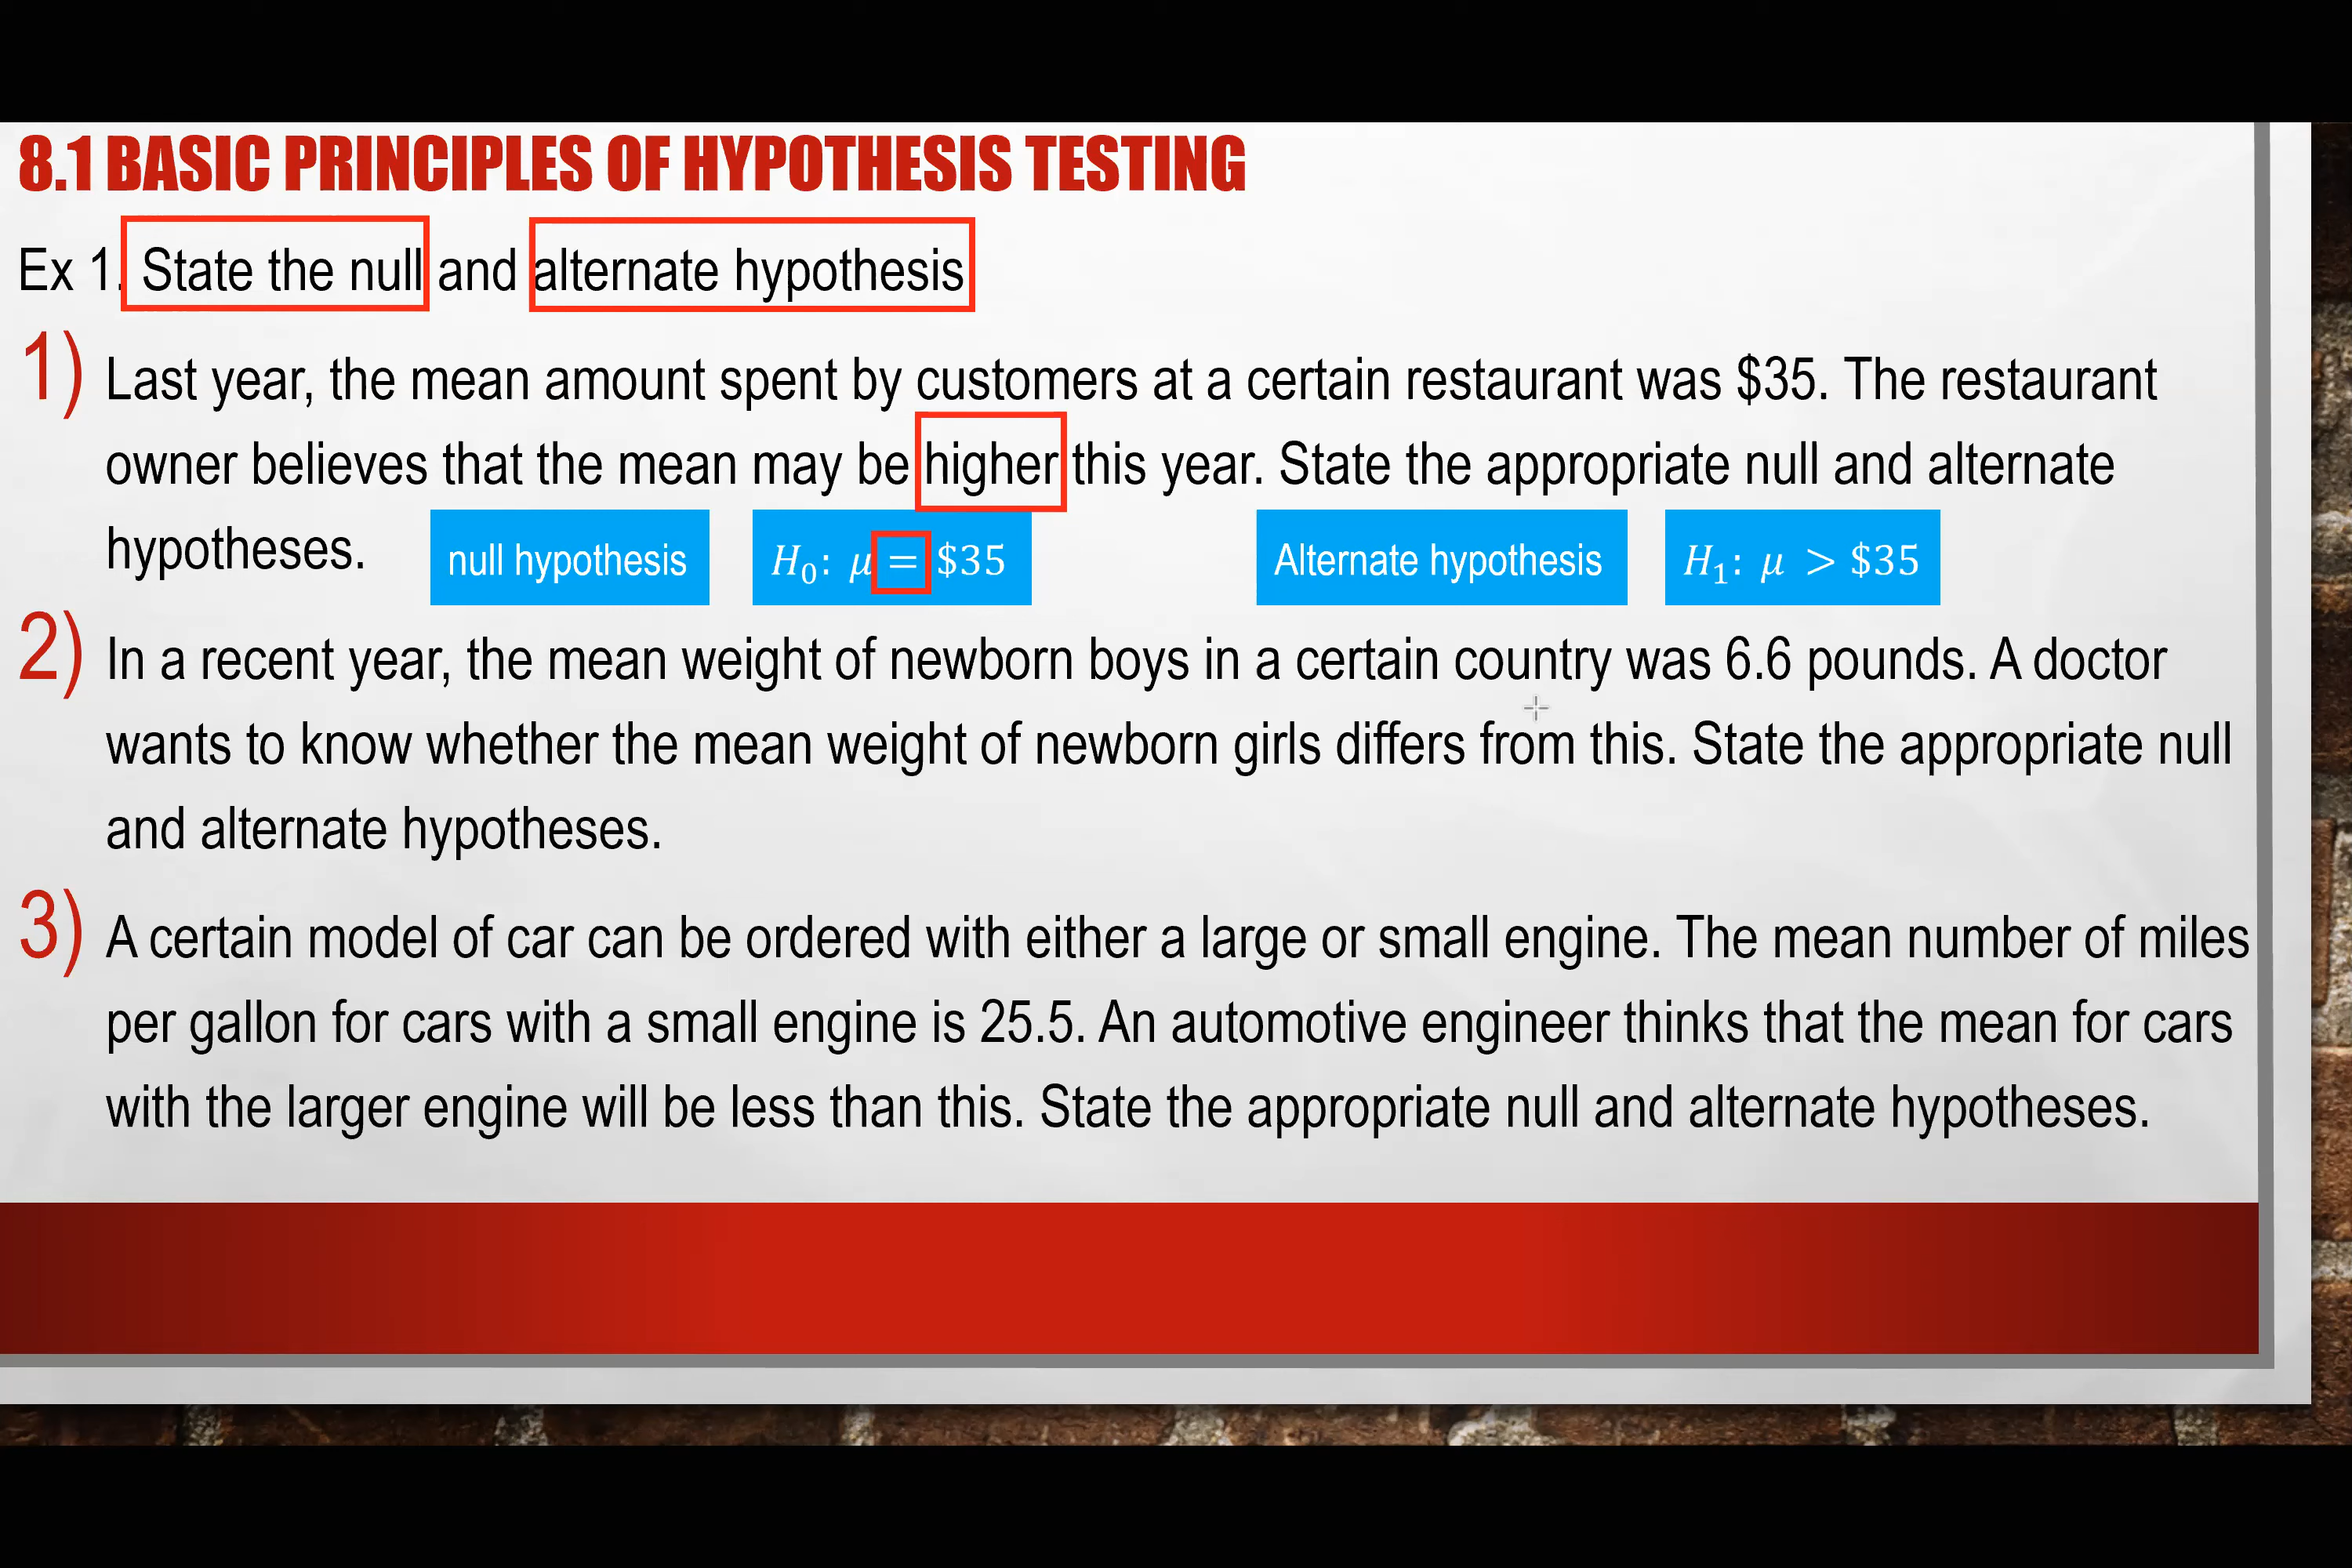 8.1 BASIC PRINCIPLES OF HYPOTHESIS TESTING
Ex 1. State the null and alternate hypothesis
1) Last year, the mean amount spent by customers at a certain restaurant was $35. The restaurant
owner believes that the mean may be higher this year. State the appropriate null and alternate
hypotheses. null hypothesis H₀: μ = $35 Alternate hypothesis H₁: μ > $35
2) In a recent year, the mean weight of newborn boys in a certain country was 6.6 pounds. A doctor
wants to know whether the mean weight of newborn girls differs from this. State the appropriate null
and alternate hypotheses.
3) A certain model of car can be ordered with either a large or small engine. The mean number of miles
per gallon for cars with a small engine is 25.5. An automotive engineer thinks that the mean for cars
with the larger engine will be less than this. State the appropriate null and alternate hypotheses.